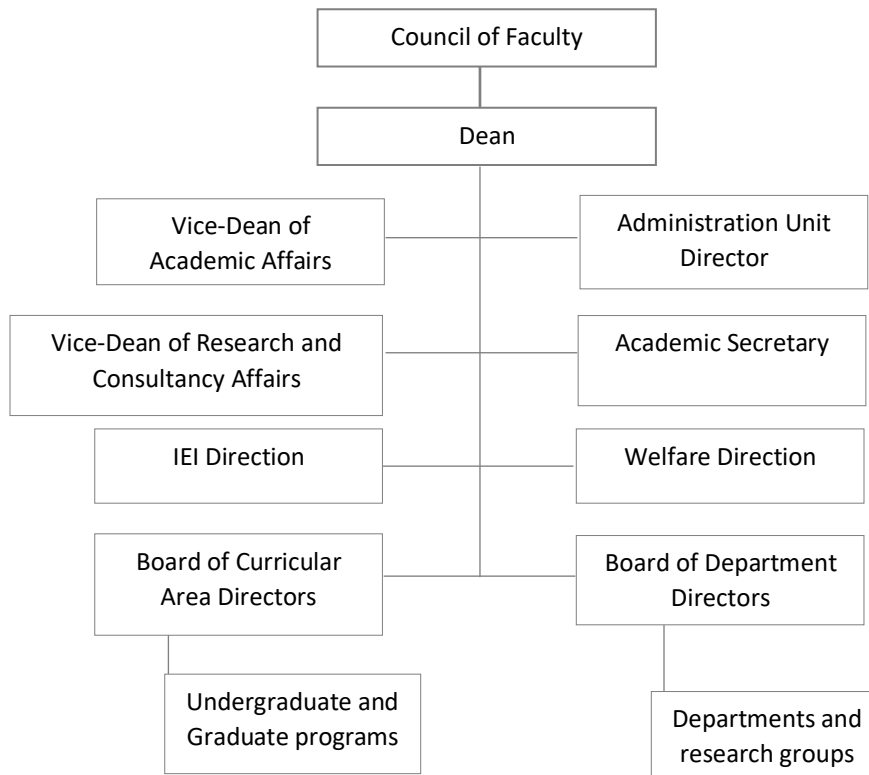 Council of Faculty
Dean
Vice-Dean of
Academic Affairs
Administration Unit
Director
Vice-Dean of Research and
Consultancy Affairs
Academic Secretary
IEI Direction
Welfare Direction
Board of Curricular
Area Directors
Board of Department
Directors
Undergraduate and
Graduate programs
Departments and
research groups